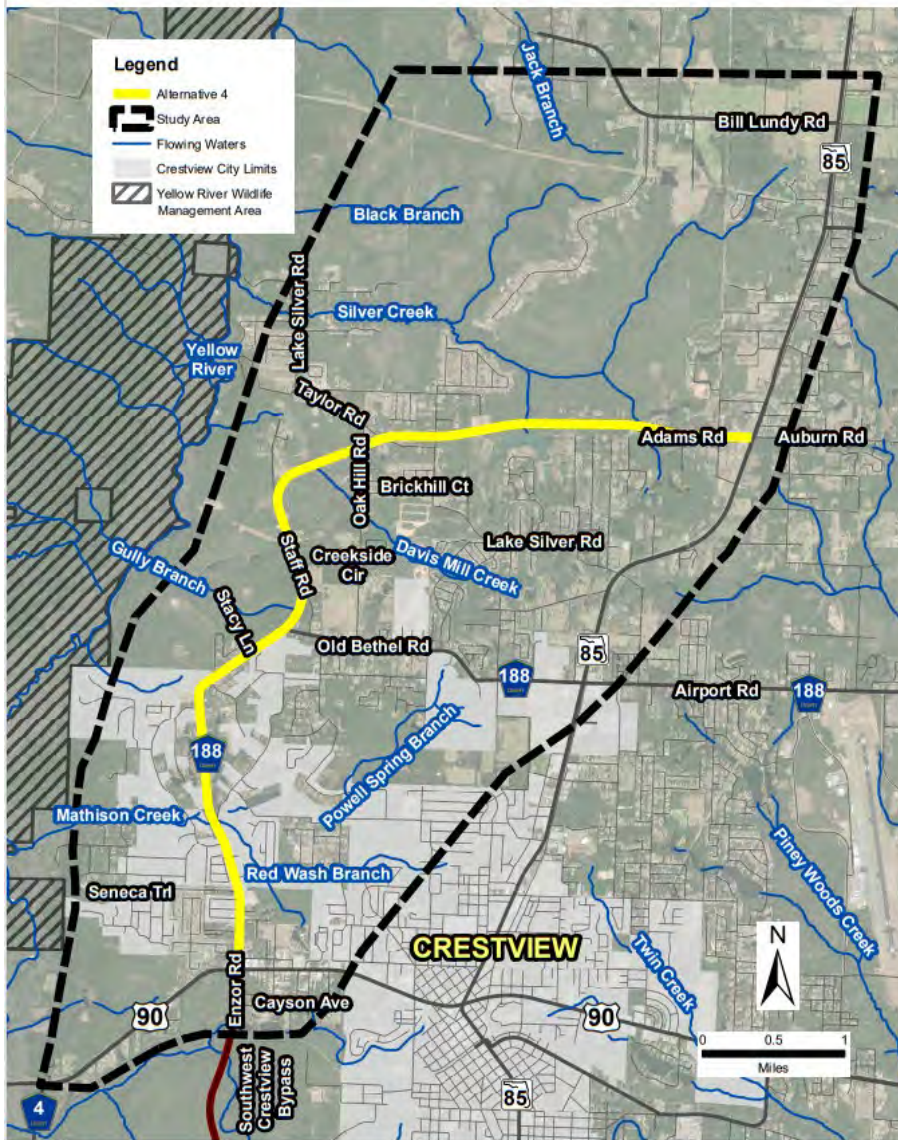 Legend
Alternative 4
Study Area
Flowing Waters
Crestview City Limits
Yellow River Wildlife
Management Area
Jack Branch
Bill Lundy Rd
85
Black Branch
Lake Silver Rd
Silver Creek
Yellow
River
Taylor Rd
Adams Rd
Auburn Rd
Oak Hill Rd
Brickhill Ct
Staff Rd
Lake Silver Rd
Creekside
Cir
Davis Mill Creek
Gully Branch
Stacy Ln
Old Bethel Rd
85
188
Airport Rd
188
188
Powell Spring Branch
Mathison Creek
Red Wash Branch
Seneca Trl
Piney Woods Creek
CRESTVIEW
Twin Creek
N
Enzor Rd
Cayson Ave
90
90
0 0.5 1
Miles
Southwest
Crestview
Bypass
4
85